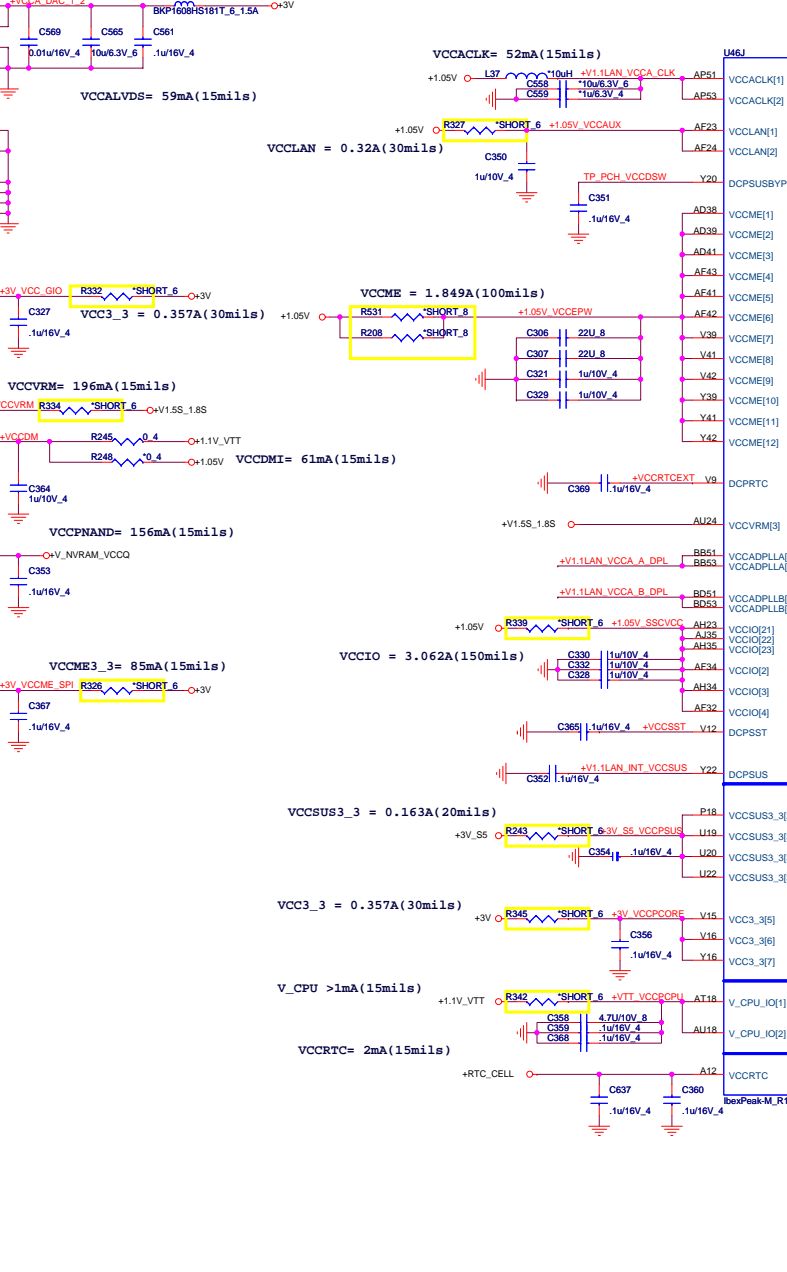 +VCCA_DAC_1_2
BKP1608HS181T_6_1.5A
+3V
C569
0.01u/16V_4
C565
10u/6.3V_6
C561
.1u/16V_4
VCCALVDS= 59mA(15mils)
+3V_VCC_GIO
R332
*SHORT_6
+3V
VCC3_3 = 0.357A(30mils)
C327
.1u/16V_4
VCCVRM= 196mA(15mils)
R334
*SHORT_6
+V1.5S_1.8S
+VCCDM
R245
0_4
+1.1V_VTT
R248
*0_4
+1.05V
VCCDMI= 61mA(15mils)
C364
1u/10V_4
VCCPNAND= 156mA(15mils)
+V_NVRAM_VCCQ
C353
.1u/16V_4
VCCME3_3= 85mA(15mils)
+3V_VCCME_SPI
R326
*SHORT_6
+3V
C367
.1u/16V_4
VCCACLK= 52mA(15mils)
+1.05V
L37
*10uH
+V1.1LAN_VCCA_CLK
C558
*10u/6.3V_6
C559
*1u/6.3V_4
+1.05V
R327
*SHORT_6
+1.05V_VCCAUX
VCCLAN = 0.32A(30mils)
C350
1u/10V_4
TP_PCH_VCCDSW
C351
.1u/16V_4
VCCME = 1.849A(100mils)
+1.05V
R531
*SHORT_8
R208
*SHORT_8
+1.05V_VCCEPW
C306
22U_8
C307
22U_8
C321
1u/10V_4
C329
1u/10V_4
C369
.1u/16V_4
+VCCRTCEXT
+V1.5S_1.8S
+V1.1LAN_VCCA_A_DPL
+V1.1LAN_VCCA_B_DPL
+1.05V
R339
*SHORT_6
+1.05V_SSCVCC
VCCIO = 3.062A(150mils)
C330
1u/10V_4
C332
1u/10V_4
C328
1u/10V_4
C365
.1u/16V_4
+VCCSST
C352
.1u/16V_4
+V1.1LAN_INT_VCCSUS
VCCSUS3_3 = 0.163A(20mils)
+3V_S5
R243
*SHORT_6
+3V_S5_VCCPSUS
C354
.1u/16V_4
VCC3_3 = 0.357A(30mils)
+3V
R345
*SHORT_6
+3V_VCCPCORE
C356
.1u/16V_4
V_CPU >1mA(15mils)
+1.1V_VTT
R342
*SHORT_6
+VTT_VCCPCPU
C358
4.7U/10V_8
C359
.1u/16V_4
C368
.1u/16V_4
VCCRTC= 2mA(15mils)
+RTC_CELL
C637
.1u/16V_4
C360
.1u/16V_4
U46J
AP51 VCCACLK[1]
AP53 VCCACLK[2]
AF23 VCCLAN[1]
AF24 VCCLAN[2]
Y20 DCPSUSBYP
AD38 VCCME[1]
AD39 VCCME[2]
AD41 VCCME[3]
AF43 VCCME[4]
AF41 VCCME[5]
AF42 VCCME[6]
V39 VCCME[7]
V41 VCCME[8]
V42 VCCME[9]
Y39 VCCME[10]
Y41 VCCME[11]
Y42 VCCME[12]
V9 DCPRTC
AU24 VCCVRM[3]
BB51 VCCADPLLA[
BB53 VCCADPLLA[
BD51 VCCADPLLB[
BD53 VCCADPLLB[
AH23 VCCIO[21]
AJ35 VCCIO[22]
AH35 VCCIO[23]
AF34 VCCIO[2]
AH34 VCCIO[3]
AF32 VCCIO[4]
V12 DCPSST
Y22 DCPSUS
P18 VCCSUS3_3[
U19 VCCSUS3_3[
U20 VCCSUS3_3[
U22 VCCSUS3_3[
V15 VCC3_3[5]
V16 VCC3_3[6]
Y16 VCC3_3[7]
AT18 V_CPU_IO[1]
AU18 V_CPU_IO[2]
A12 VCCRTC
IbexPeak-M_R1